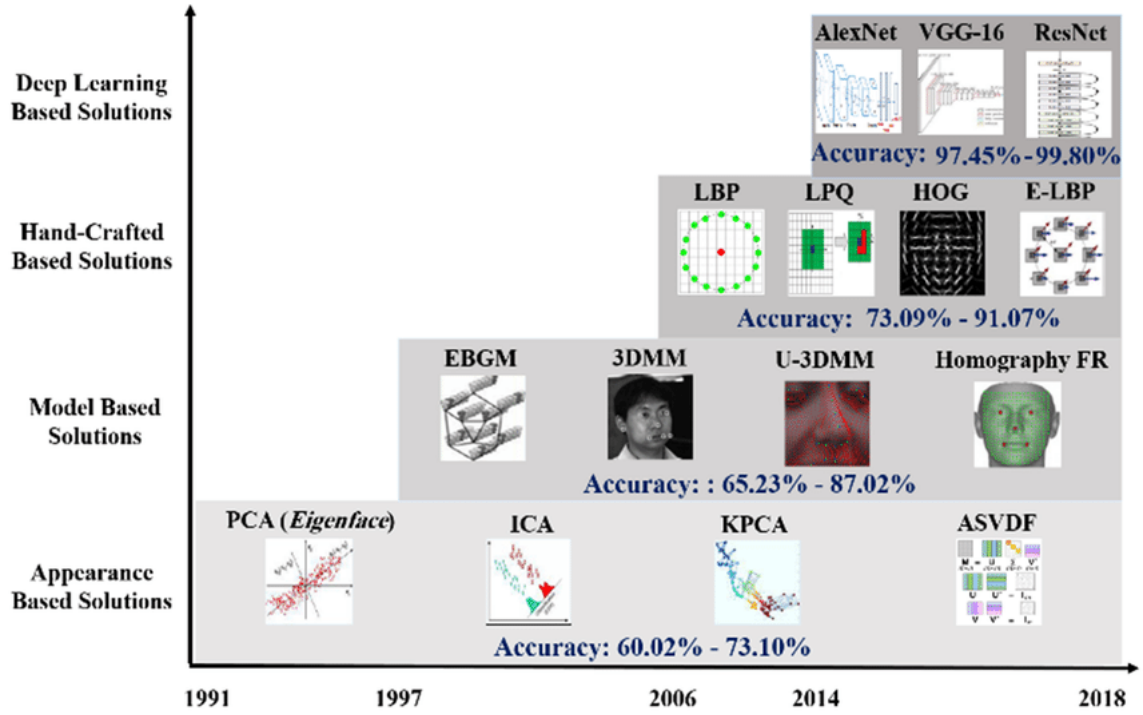 AlexNet VGG-16 ResNet
Deep Learning
Based Solutions
Accuracy: 97.45%-99.80%
LBP LPQ HOG E-LBP
Hand-Crafted
Based Solutions
Accuracy: 73.09% - 91.07%
EBGM 3DMM U-3DMM Homography FR
Model Based
Solutions
Accuracy: : 65.23% - 87.02%
PCA (Eigenface) ICA KPCA ASVDF
Appearance
Based Solutions
Accuracy: 60.02% - 73.10%
1991 1997 2006 2014 2018